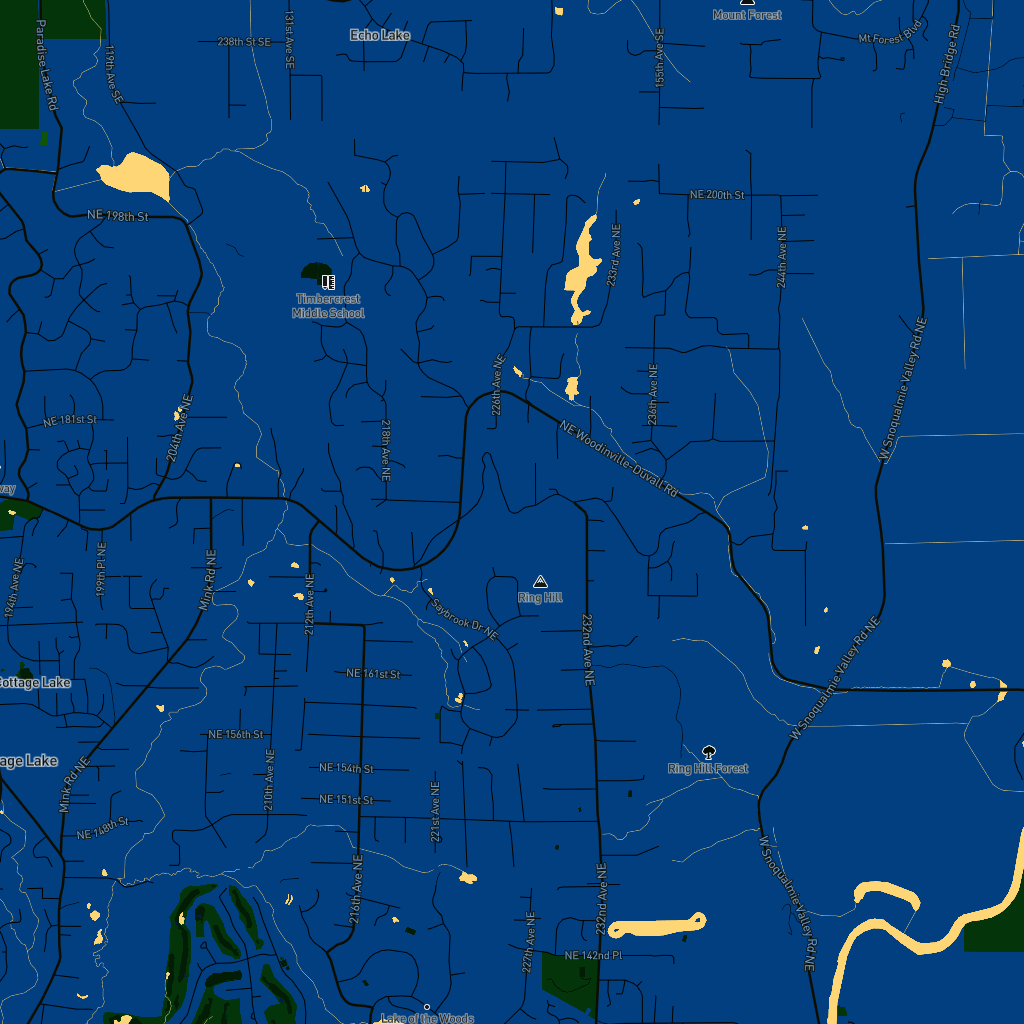 Mount Forest
Mt Forest Blvd
Echo Lake
238th St SE
131st Ave SE
155th Ave SE
High Bridge Rd
Paradise Lake Rd
119th Ave SE
NE 198th St
NE 200th St
233rd Ave NE
244th Ave NE
Timbercrest
Middle School
W Snoqualmie Valley Rd NE
226th Ave NE
236th Ave NE
NE 181st St
204th Ave NE
218th Ave NE
NE Woodinville-Duvall Rd
way
194th Ave NE
199th Pl NE
Mink Rd NE
212th Ave NE
Ring Hill
Saybrook Dr NE
232nd Ave NE
W Snoqualmie Valley Rd NE
Cottage Lake
NE 161st St
NE 156th St
age Lake
Mink Rd NE
210th Ave NE
NE 154th St
Ring Hill Forest
NE 151st St
221st Ave NE
NE 148th St
W Snoqualmie Valley Rd NE
216th Ave NE
232nd Ave NE
227th Ave NE
NE 142nd Pl
Lake of the Woods